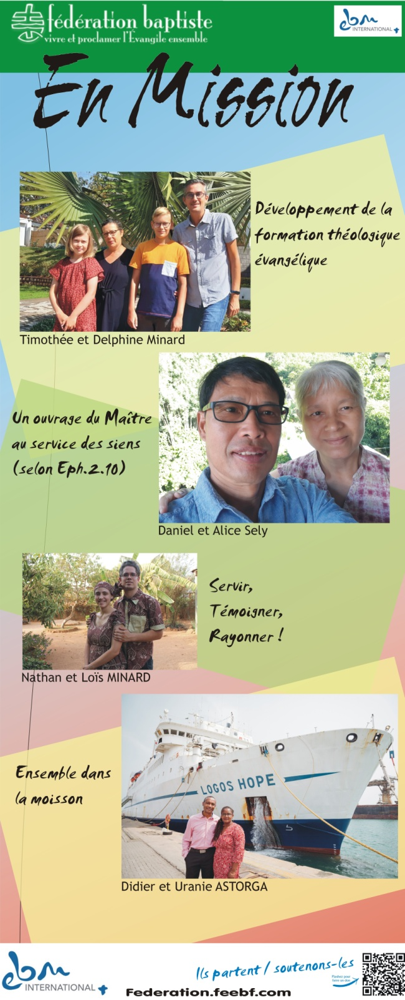 fédération baptiste
vivre et proclamer l'Évangile ensemble
ebm
INTERNATIONAL
En Mission
Développement de la
formation théologique
évangélique
Timothée et Delphine Minard
Un ouvrage du Maître
au service des siens
(selon Eph.2.10)
Daniel et Alice Sely
Servir,
Témoigner,
Rayonner !
Nathan et Loïs MINARD
LOGOS HOPE
Ensemble dans
la moisson
Didier et Uranie ASTORGA
ebm
INTERNATIONAL
Ils partent / soutenons-les
Flashez pour
faire un don
Federation.feebf.com